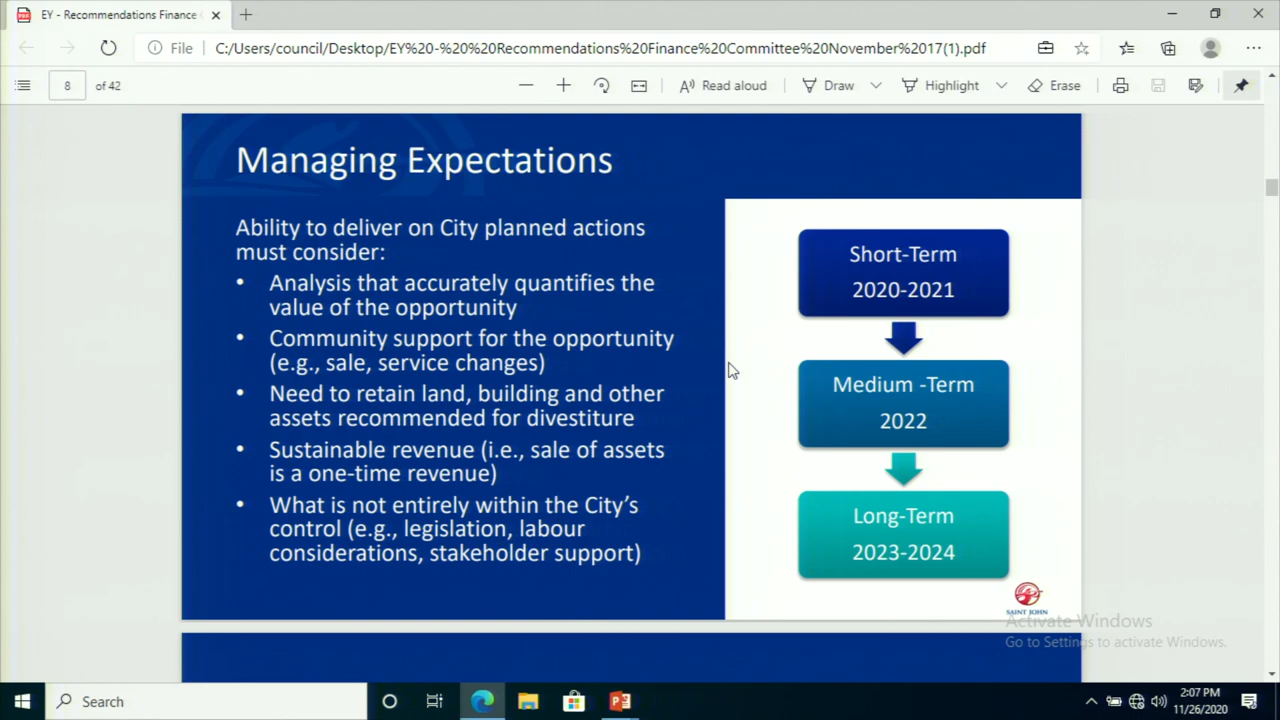 EY - Recommendations Finance
File
C:/Users/council/Desktop/EY%20-%20%20Recommendations%20Finance%20Committee%20November%2017(1).pdf
8
of 42
Read aloud
Draw
Highlight
Erase
Managing Expectations
Ability to deliver on City planned actions
must consider:
• Analysis that accurately quantifies the
value of the opportunity
• Community support for the opportunity
(e.g., sale, service changes)
• Need to retain land, building and other
assets recommended for divestiture
• Sustainable revenue (i.e., sale of assets
is a one-time revenue)
• What is not entirely within the City's
control (e.g., legislation, labour
considerations, stakeholder support)
Short-Term
2020-2021
Medium -Term
2022
Long-Term
2023-2024
SAINT JOHN
Activate Windows
Go to Settings to activate Windows.
Search
2:07 PM
11/26/2020